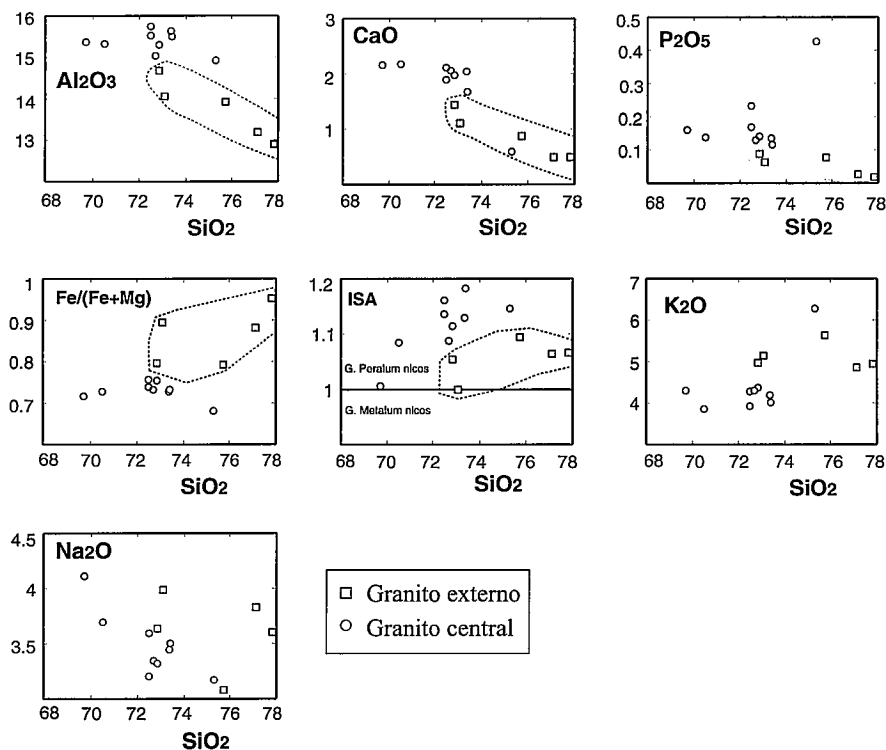 16
15
14
13
Al2O3
68 70 72 74 76 78
SiO2
3
2
1
CaO
68 70 72 74 76 78
SiO2
0.5
0.4
0.3
0.2
0.1
P2O5
68 70 72 74 76 78
SiO2
1
0.9
0.8
0.7
Fe/(Fe+Mg)
68 70 72 74 76 78
SiO2
1.2
1.1
1
ISA
G. Peralum nicos
G. Metalum nicos
68 70 72 74 76 78
SiO2
7
6
5
4
K2O
68 70 72 74 76 78
SiO2
4.5
4
3.5
Na2O
68 70 72 74 76 78
SiO2
Granito externo
Granito central